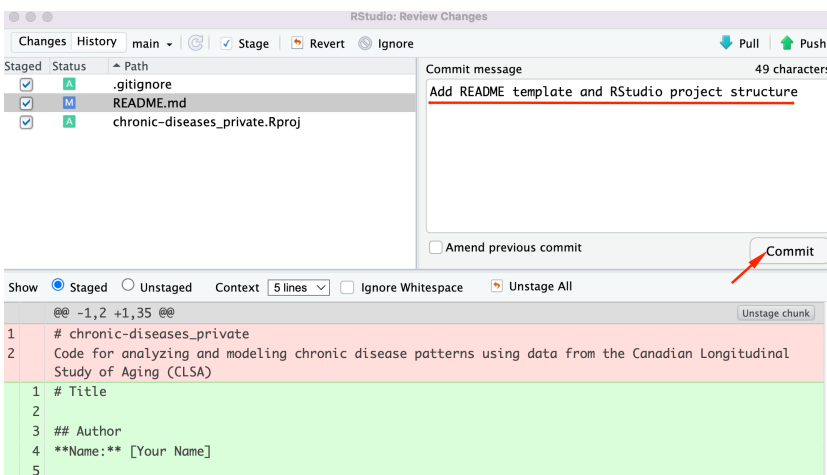 RStudio: Review Changes
Changes History main Stage Revert Ignore Pull Push
Staged Status Path
A .gitignore
M README.md
A chronic-diseases_private.Rproj
Commit message 49 characters
Add README template and RStudio project structure
Amend previous commit
Commit
Show Staged Unstaged Context 5 lines Ignore Whitespace Unstage All
@@ -1,2 +1,35 @@ Unstage chunk
1 # chronic-diseases_private
2 Code for analyzing and modeling chronic disease patterns using data from the Canadian Longitudinal
Study of Aging (CLSA)
1 # Title
2
3 ## Author
4 **Name:** [Your Name]
5